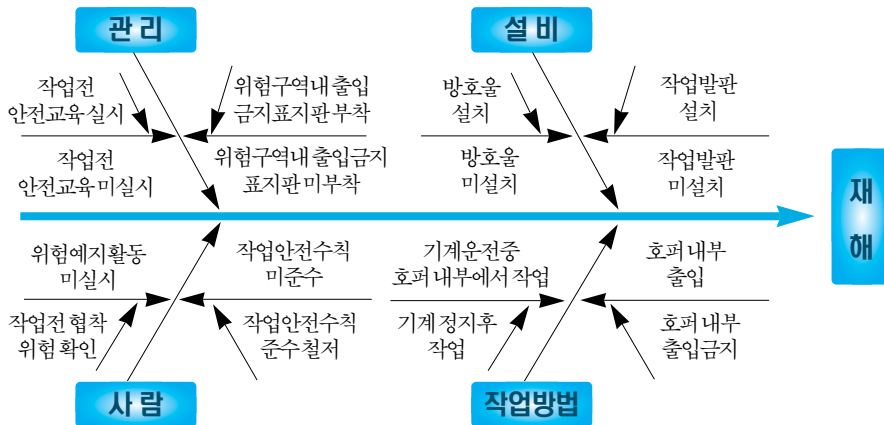 관리
설비
작업전
안전교육 실시
위험구역내 출입
금지표지판 부착
방호울
설치
작업발판
설치
작업전
안전교육 미실시
위험구역내 출입금지
표지판 미부착
방호울
미설치
작업발판
미설치
재
해
위험예지활동
미실시
작업안전수칙
미준수
기계운전중
호퍼 내부에서 작업
호퍼 내부
출입
작업전 협착
위험 확인
작업안전수칙
준수 철저
기계 정지후
작업
호퍼 내부
출입금지
사람
작업방법